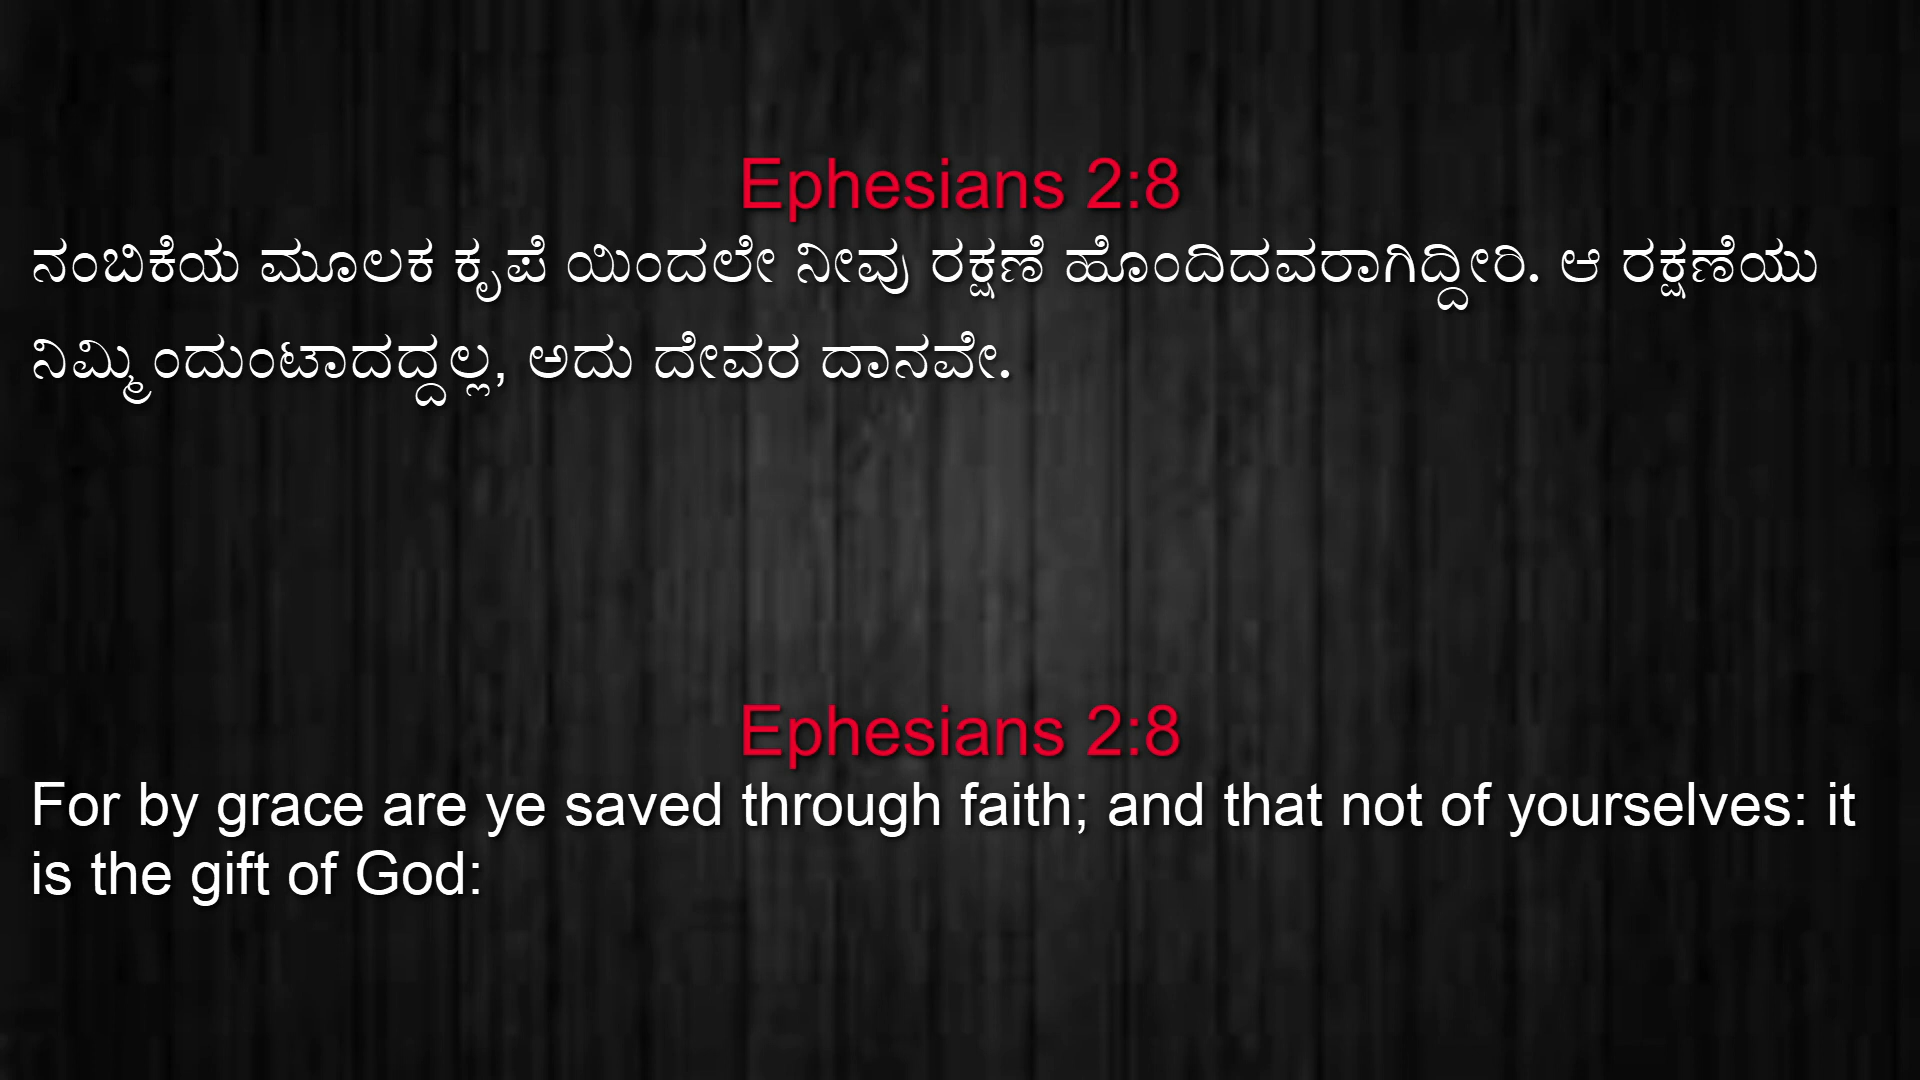 Ephesians 2:8
ನಂಬಿಕೆಯ ಮೂಲಕ ಕೃಪೆ ಯಿಂದಲೇ ನೀವು ರಕ್ಷಣೆ ಹೊಂದಿದವರಾಗಿದ್ದೀರಿ. ಆ ರಕ್ಷಣೆಯು
ನಿಮ್ಮಿಂದುಂಟಾದದ್ದಲ್ಲ, ಅದು ದೇವರ ದಾನವೇ.
Ephesians 2:8
For by grace are ye saved through faith; and that not of yourselves: it
is the gift of God: